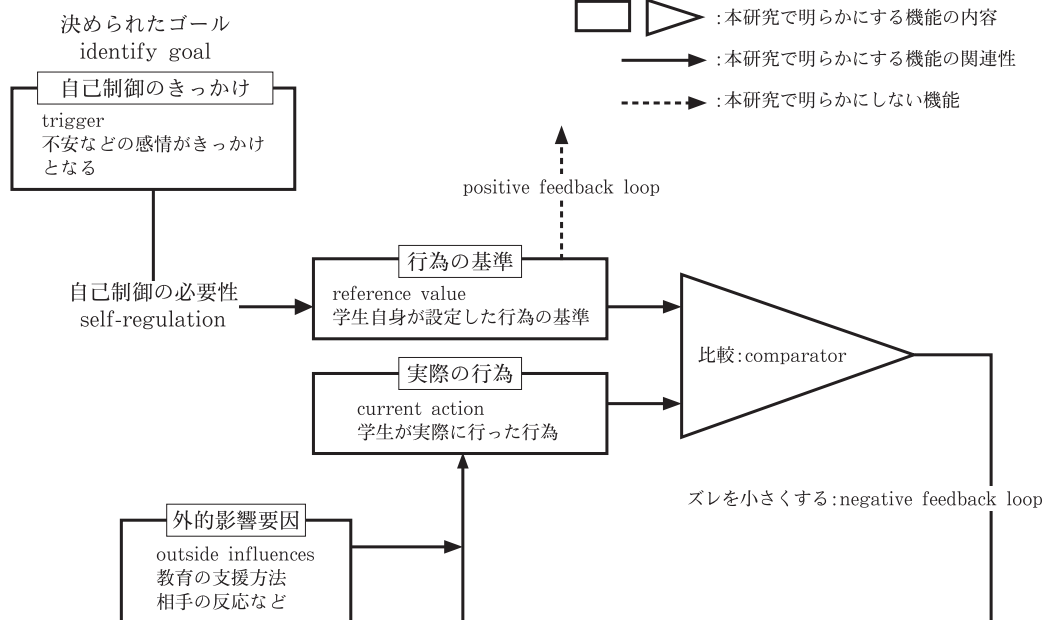 決められたゴール
identify goal
自己制御のきっかけ
trigger
不安などの感情がきっかけ
となる
:本研究で明らかにする機能の内容
:本研究で明らかにする機能の関連性
:本研究で明らかにしない機能
positive feedback loop
自己制御の必要性
self-regulation
行為の基準
reference value
学生自身が設定した行為の基準
実際の行為
current action
学生が実際に行った行為
比較:comparator
ズレを小さくする:negative feedback loop
外的影響要因
outside influences
教育の支援方法
相手の反応など